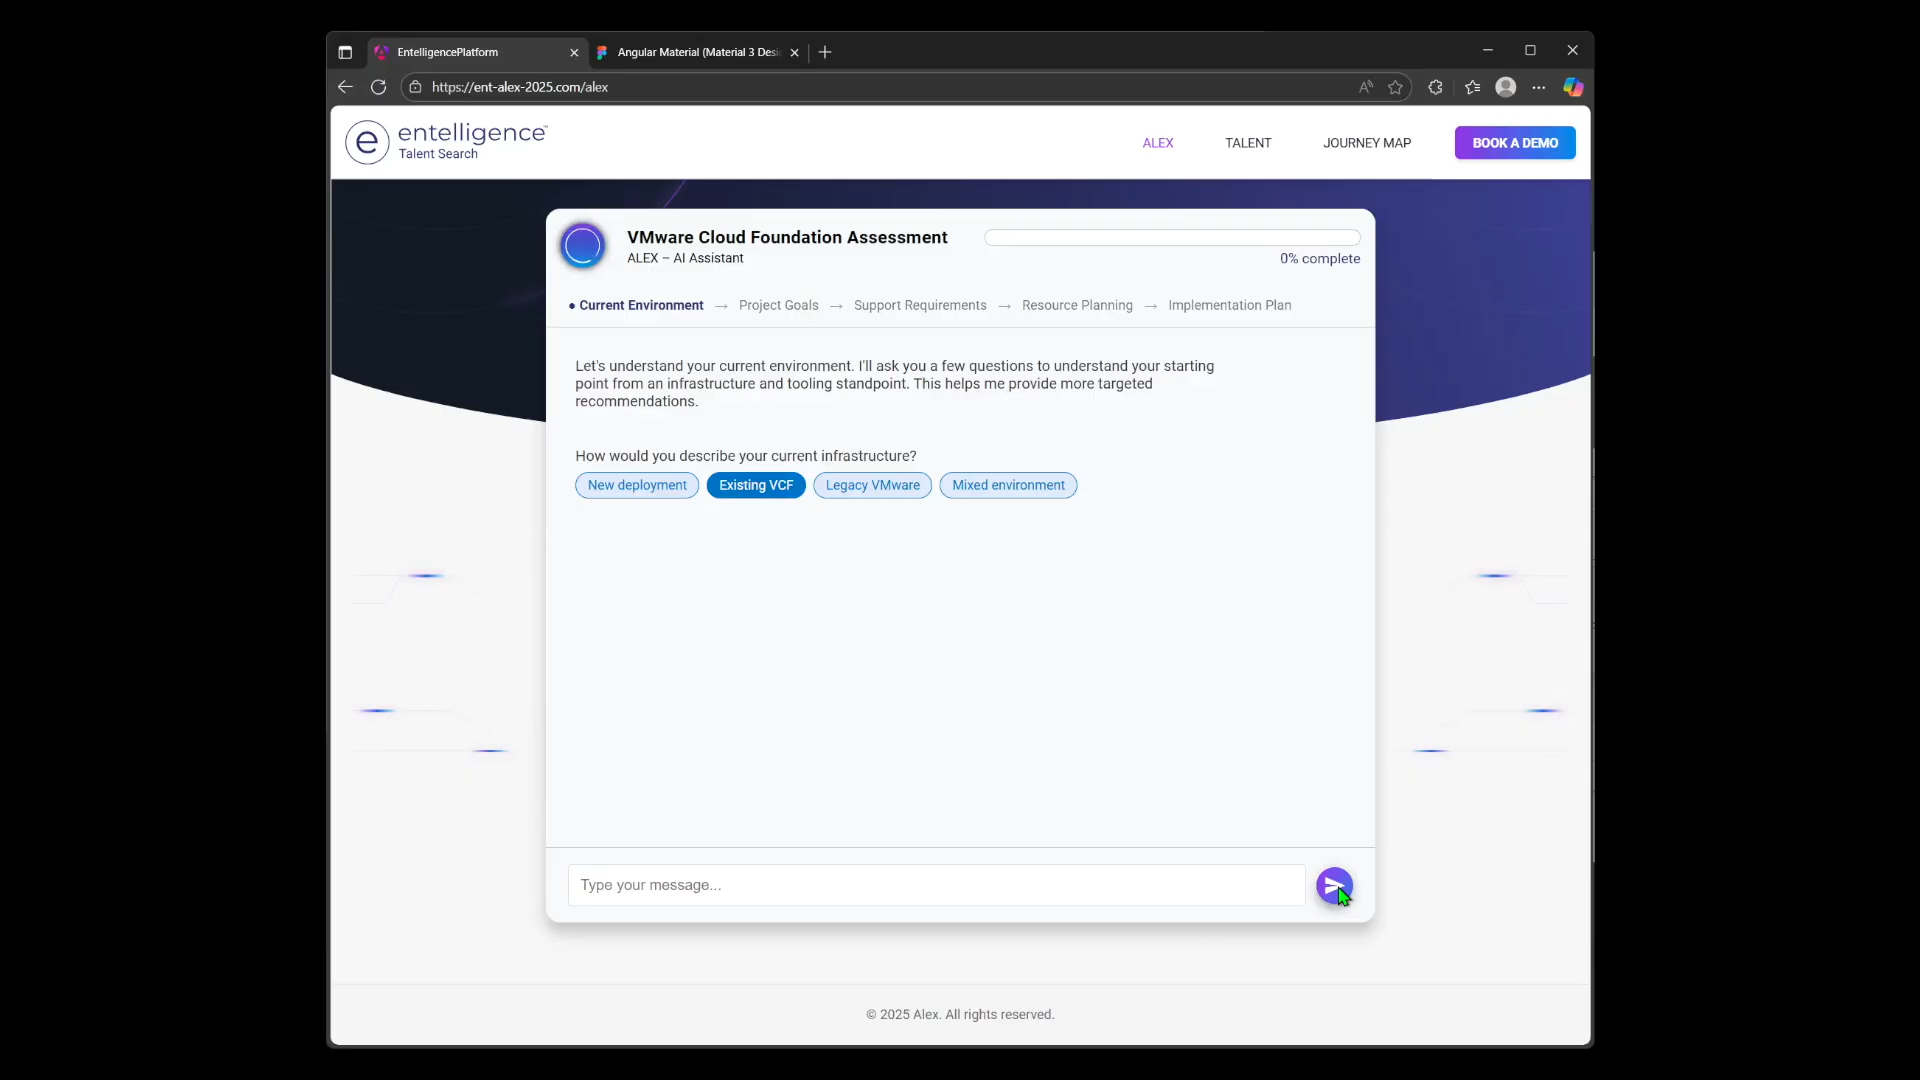 EntelligencePlatform
Angular Material (Material 3 Desi
https://ent-alex-2025.com/alex
e entelligence™
Talent Search
ALEX
TALENT
JOURNEY MAP
BOOK A DEMO
VMware Cloud Foundation Assessment
ALEX – AI Assistant
0% complete
• Current Environment → Project Goals → Support Requirements → Resource Planning → Implementation Plan
Let's understand your current environment. I'll ask you a few questions to understand your starting
point from an infrastructure and tooling standpoint. This helps me provide more targeted
recommendations.
How would you describe your current infrastructure?
New deployment
Existing VCF
Legacy VMware
Mixed environment
Type your message...
© 2025 Alex. All rights reserved.